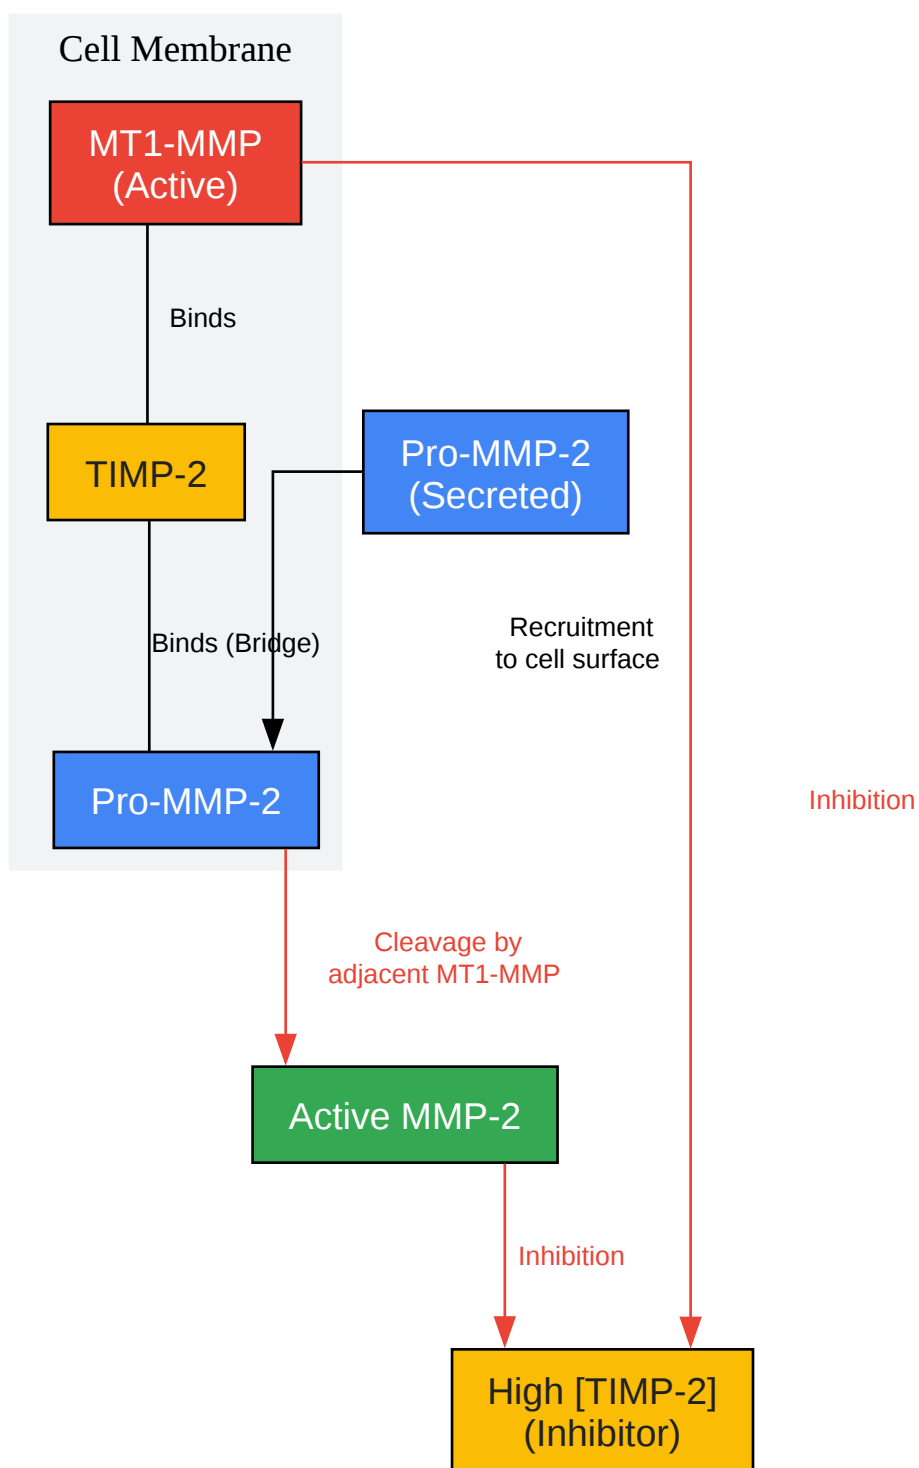 Cell Membrane
MT1-MMP
(Active)
Binds
TIMP-2
Pro-MMP-2
(Secreted)
Binds (Bridge)
Recruitment
to cell surface
Pro-MMP-2
Inhibition
Cleavage by
adjacent MT1-MMP
Active MMP-2
Inhibition
High [TIMP-2]
(Inhibitor)